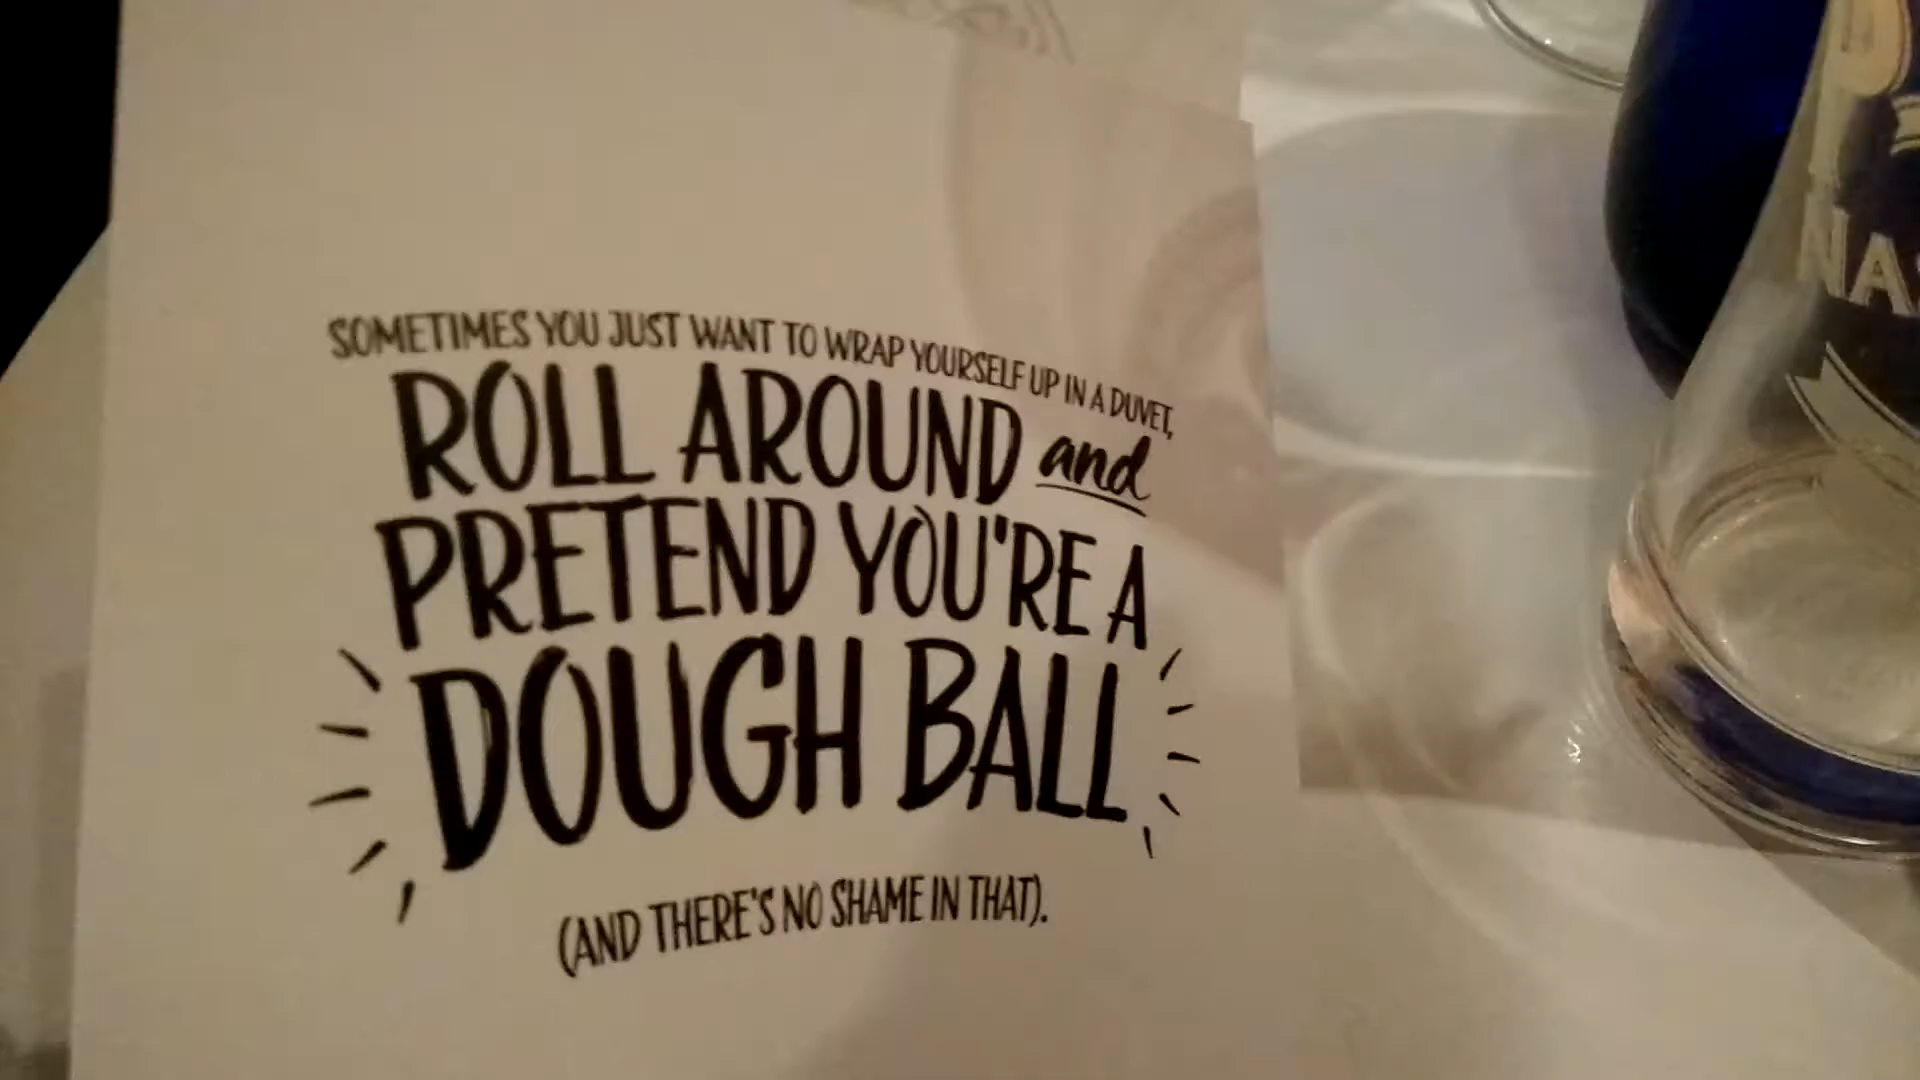 SOMETIMES YOU JUST WANT TO WRAP YOURSELF UP IN A DUVET,
ROLL AROUND and
PRETEND YOU'RE A
DOUGH BALL
(AND THERE'S NO SHAME IN THAT).